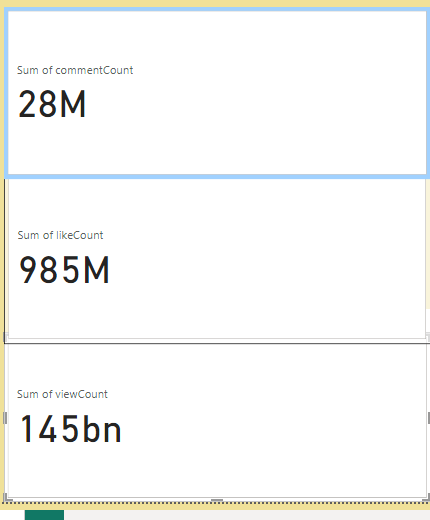 Sum of commentCount
28M
Sum of likeCount
985M
Sum of viewCount
145bn